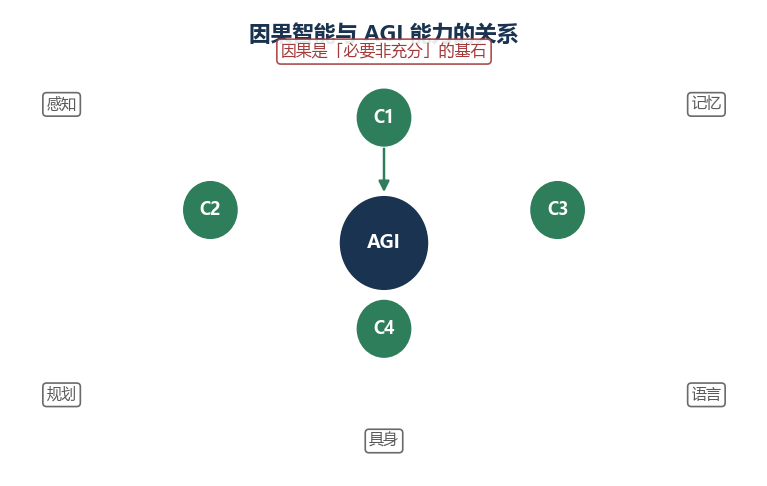 因果智能与 AGI 能力的关系
因果是「必要非充分」的基石
感知
记忆
C1
C2
C3
AGI
C4
规划
语言
具身